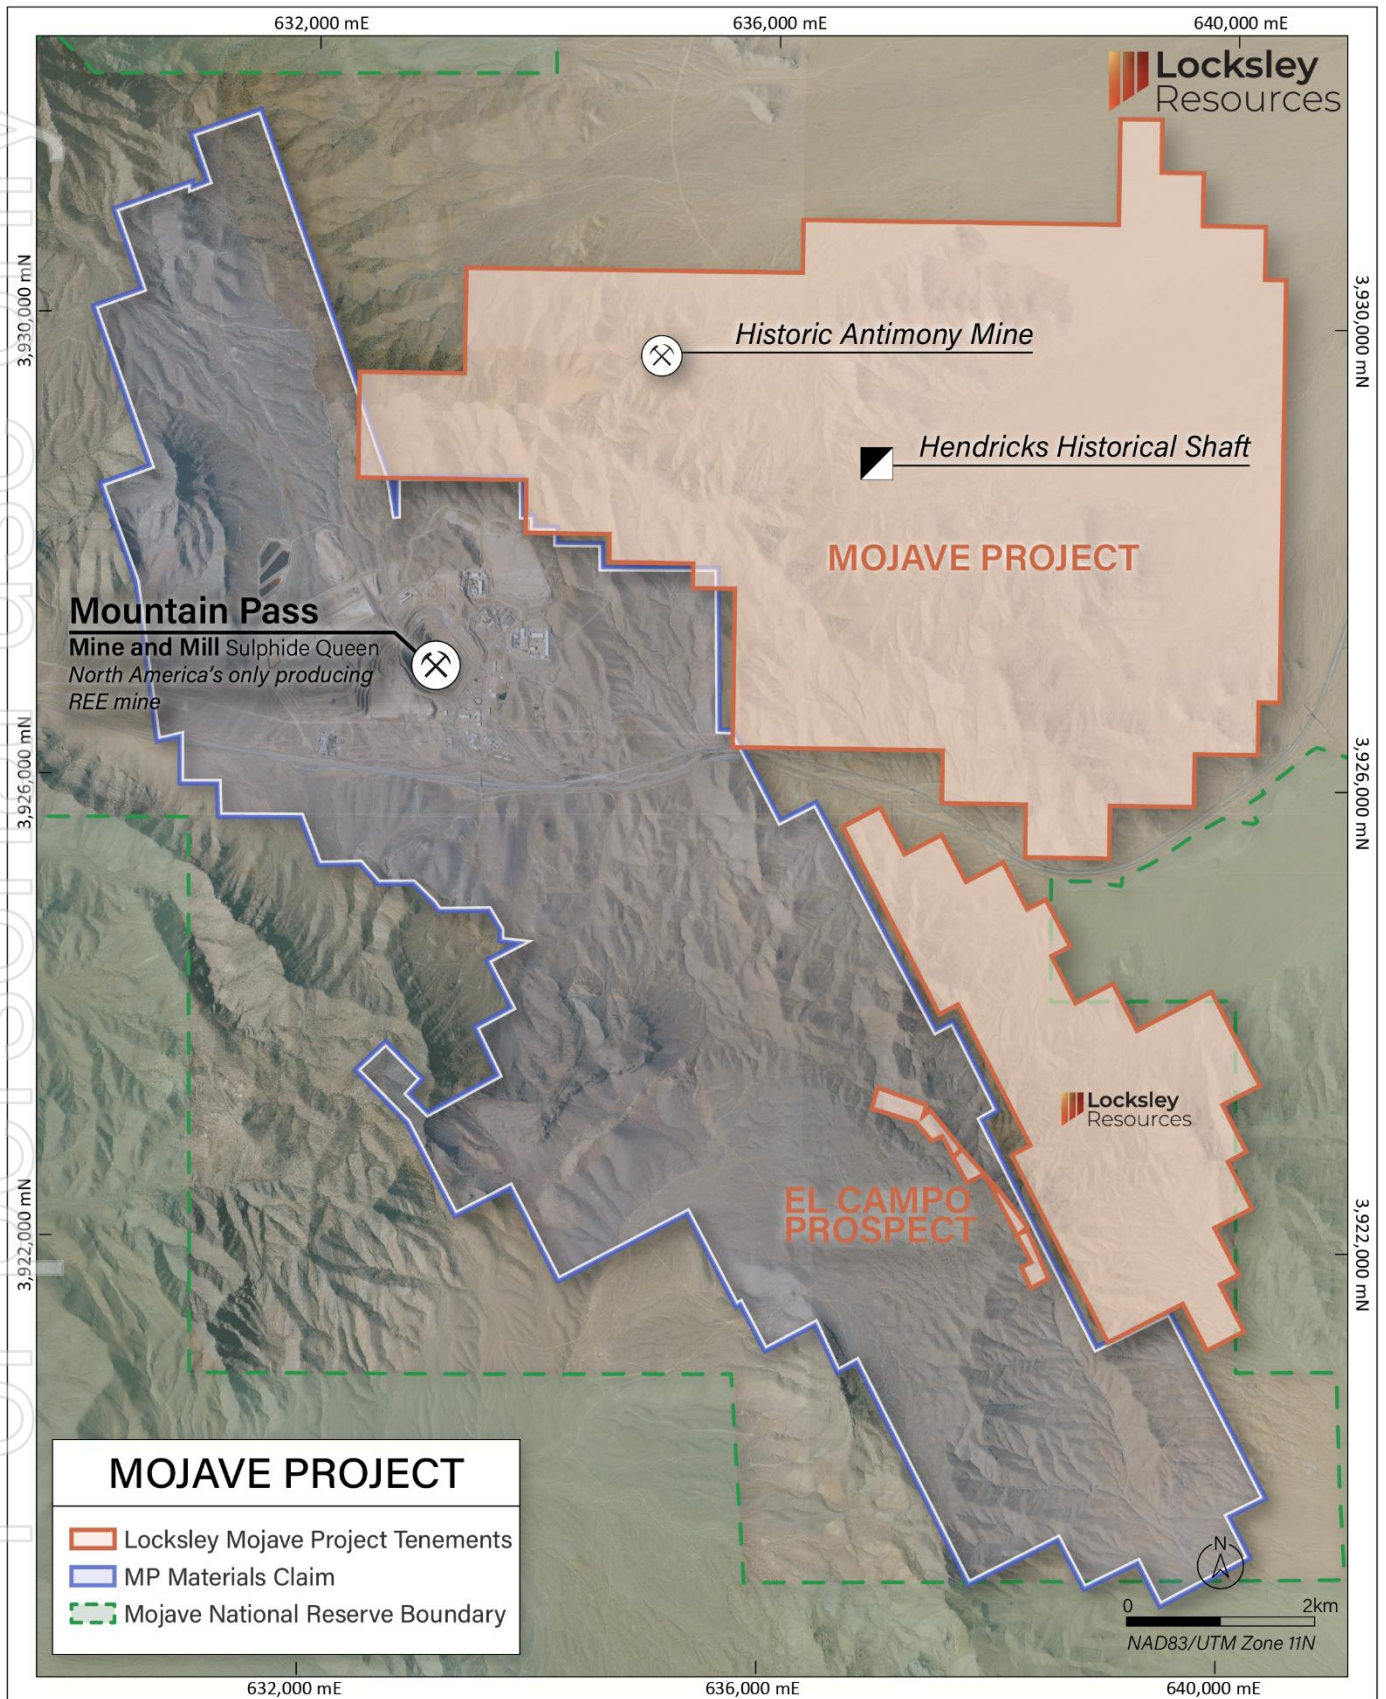 632,000 mE
636,000 mE
640,000 mE
Locksley
Resources
3,930,000 mN
3,930,000 mN
Historic Antimony Mine
Hendricks Historical Shaft
MOJAVE PROJECT
Mountain Pass
Mine and Mill Sulphide Queen
North America's only producing
REE mine
3,926,000 mN
3,926,000 mN
Locksley
Resources
EL CAMPO
PROSPECT
3,922,000 mN
3,922,000 mN
MOJAVE PROJECT
Locksley Mojave Project Tenements
MP Materials Claim
Mojave National Reserve Boundary
N
0 2km
NAD83/UTM Zone 11N
632,000 mE
636,000 mE
640,000 mE
For personal use only